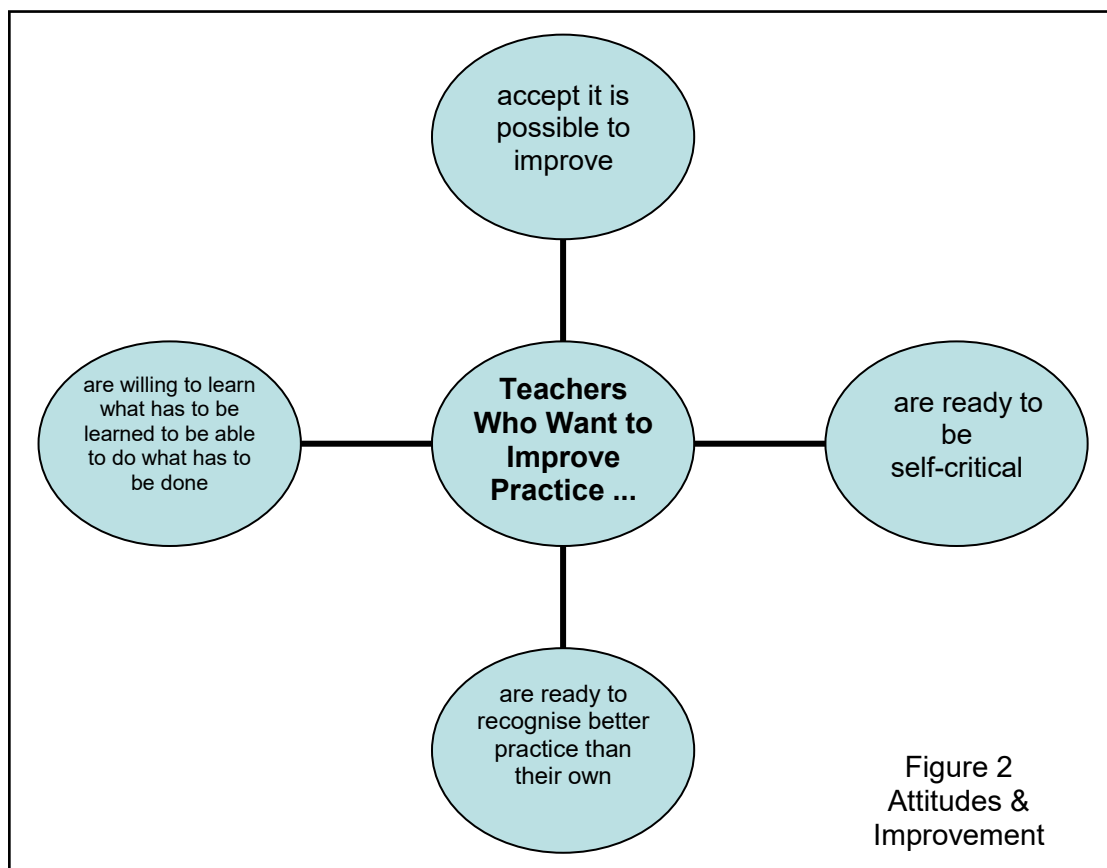 accept it is
possible to
improve
are willing to learn
what has to be
learned to be able
to do what has to
be done
Teachers
Who Want to
Improve
Practice ...
are ready to
be
self-critical
are ready to
recognise better
practice than
their own
Figure 2
Attitudes &
Improvement